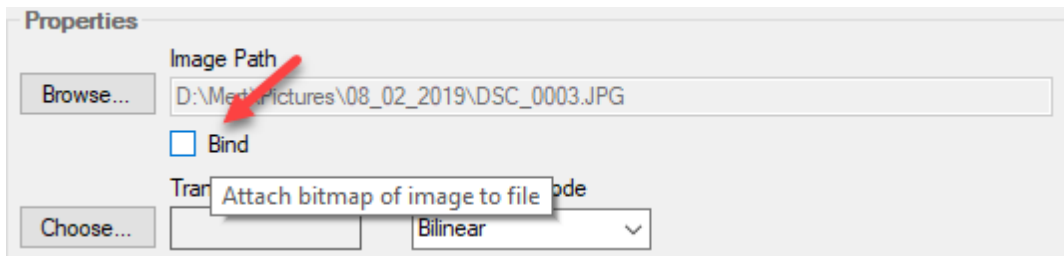 Properties
Image Path
Browse... D:\Mert\Pictures\08_02_2019\DSC_0003.JPG
Bind
Attach bitmap of image to file
Choose... Bilinear